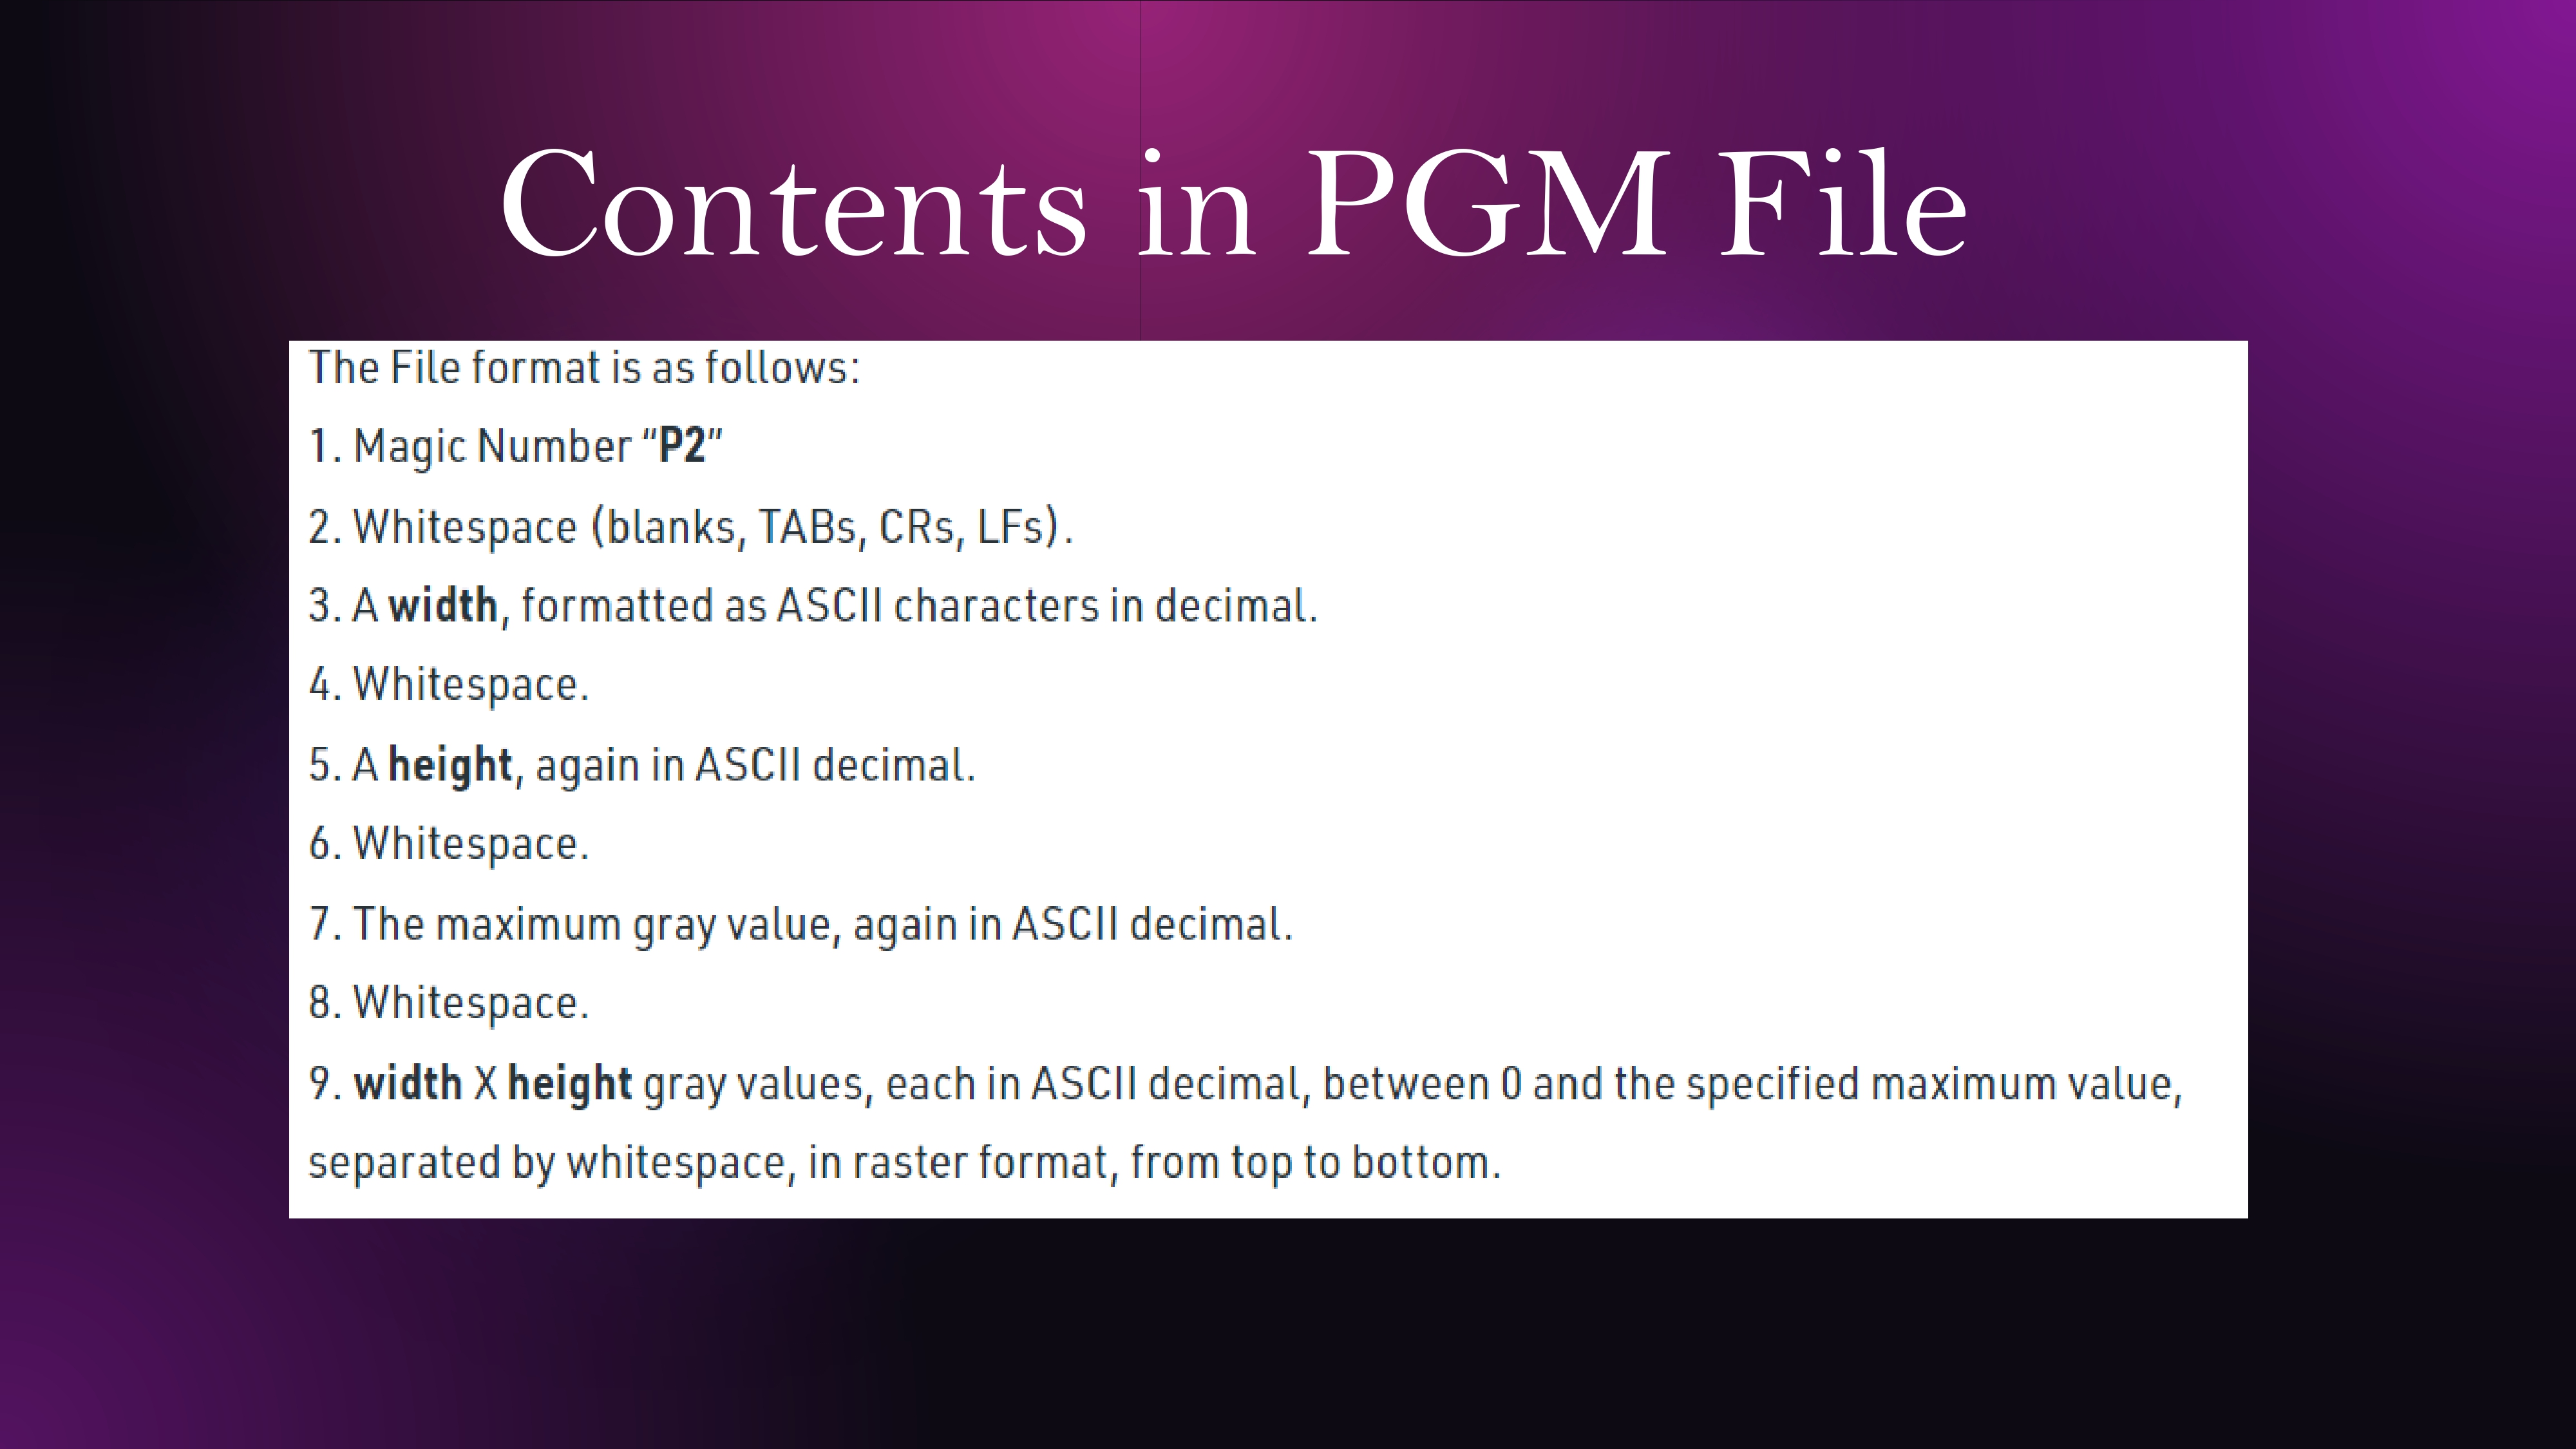 Contents in PGM File
The File format is as follows:
1. Magic Number “P2”
2. Whitespace (blanks, TABs, CRs, LFs).
3. A width, formatted as ASCII characters in decimal.
4. Whitespace.
5. A height, again in ASCII decimal.
6. Whitespace.
7. The maximum gray value, again in ASCII decimal.
8. Whitespace.
9. width X height gray values, each in ASCII decimal, between 0 and the specified maximum value,
separated by whitespace, in raster format, from top to bottom.